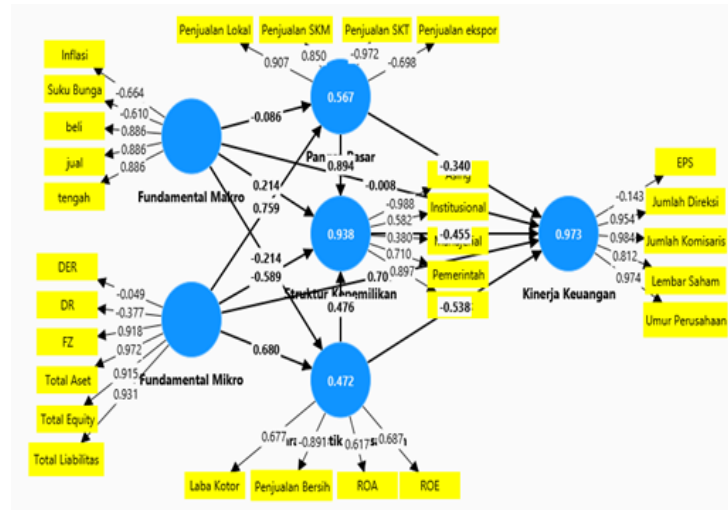 Penjualan Lokal
Penjualan SKM
Penjualan SKT
Penjualan ekspor
0.907
0.850
-0.972
-0.698
Inflasi
Suku Bunga
beli
jual
tengah
-0.664
-0.610
0.886
0.886
0.886
Fundamental Makro
0.567
-0.086
0.894
0.214
0.759
-0.008
-0.340
-0.214
-0.589
Institusional
Pemerintah
-0.988
0.582
0.380
0.710
0.897
0.938
-0.455
Struktur Kepemilikan
0.476
-0.538
0.973
Kinerja Keuangan
EPS
Jumlah Direksi
Jumlah Komisaris
Lembar Saham
Umur Perusahaan
-0.143
0.954
0.984
0.812
0.974
DER
DR
FZ
Total Aset
Total Equity
Total Liabilitas
-0.049
-0.377
0.918
0.972
0.915
0.931
Fundamental Mikro
0.680
0.472
0.677
-0.891
0.617
0.687
Laba Kotor
Penjualan Bersih
ROA
ROE